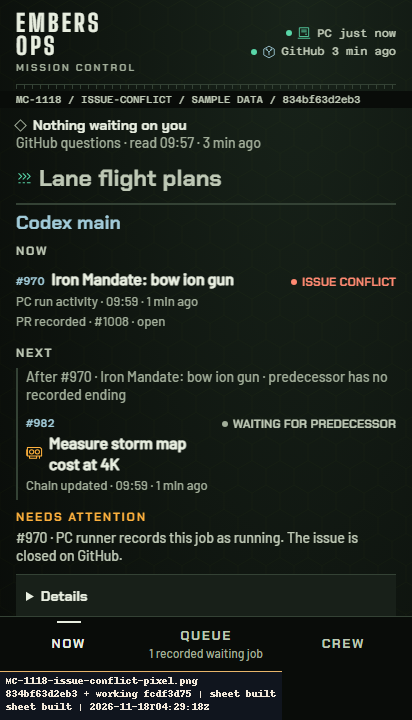 EMBERS
OPS
MISSION CONTROL
PC just now
GitHub 3 min ago
MC-1118 / ISSUE-CONFLICT / SAMPLE DATA / 834bf63d2eb3
Nothing waiting on you
GitHub questions · read 09:57 · 3 min ago
Lane flight plans
Codex main
NOW
#970 Iron Mandate: bow ion gun
ISSUE CONFLICT
PC run activity · 09:59 · 1 min ago
PR recorded · #1008 · open
NEXT
After #970 · Iron Mandate: bow ion gun · predecessor has no
recorded ending
#982
WAITING FOR PREDECESSOR
Measure storm map
cost at 4K
Chain updated · 09:59 · 1 min ago
NEEDS ATTENTION
#970 · PC runner records this job as running. The issue is
closed on GitHub.
Details
NOW
QUEUE
1 recorded waiting job
CREW
MC-1118-issue-conflict-pixel.png
834bf63d2eb3 + working fcdf3d75 | sheet built
sheet built | 2026-11-18T04:29:18Z